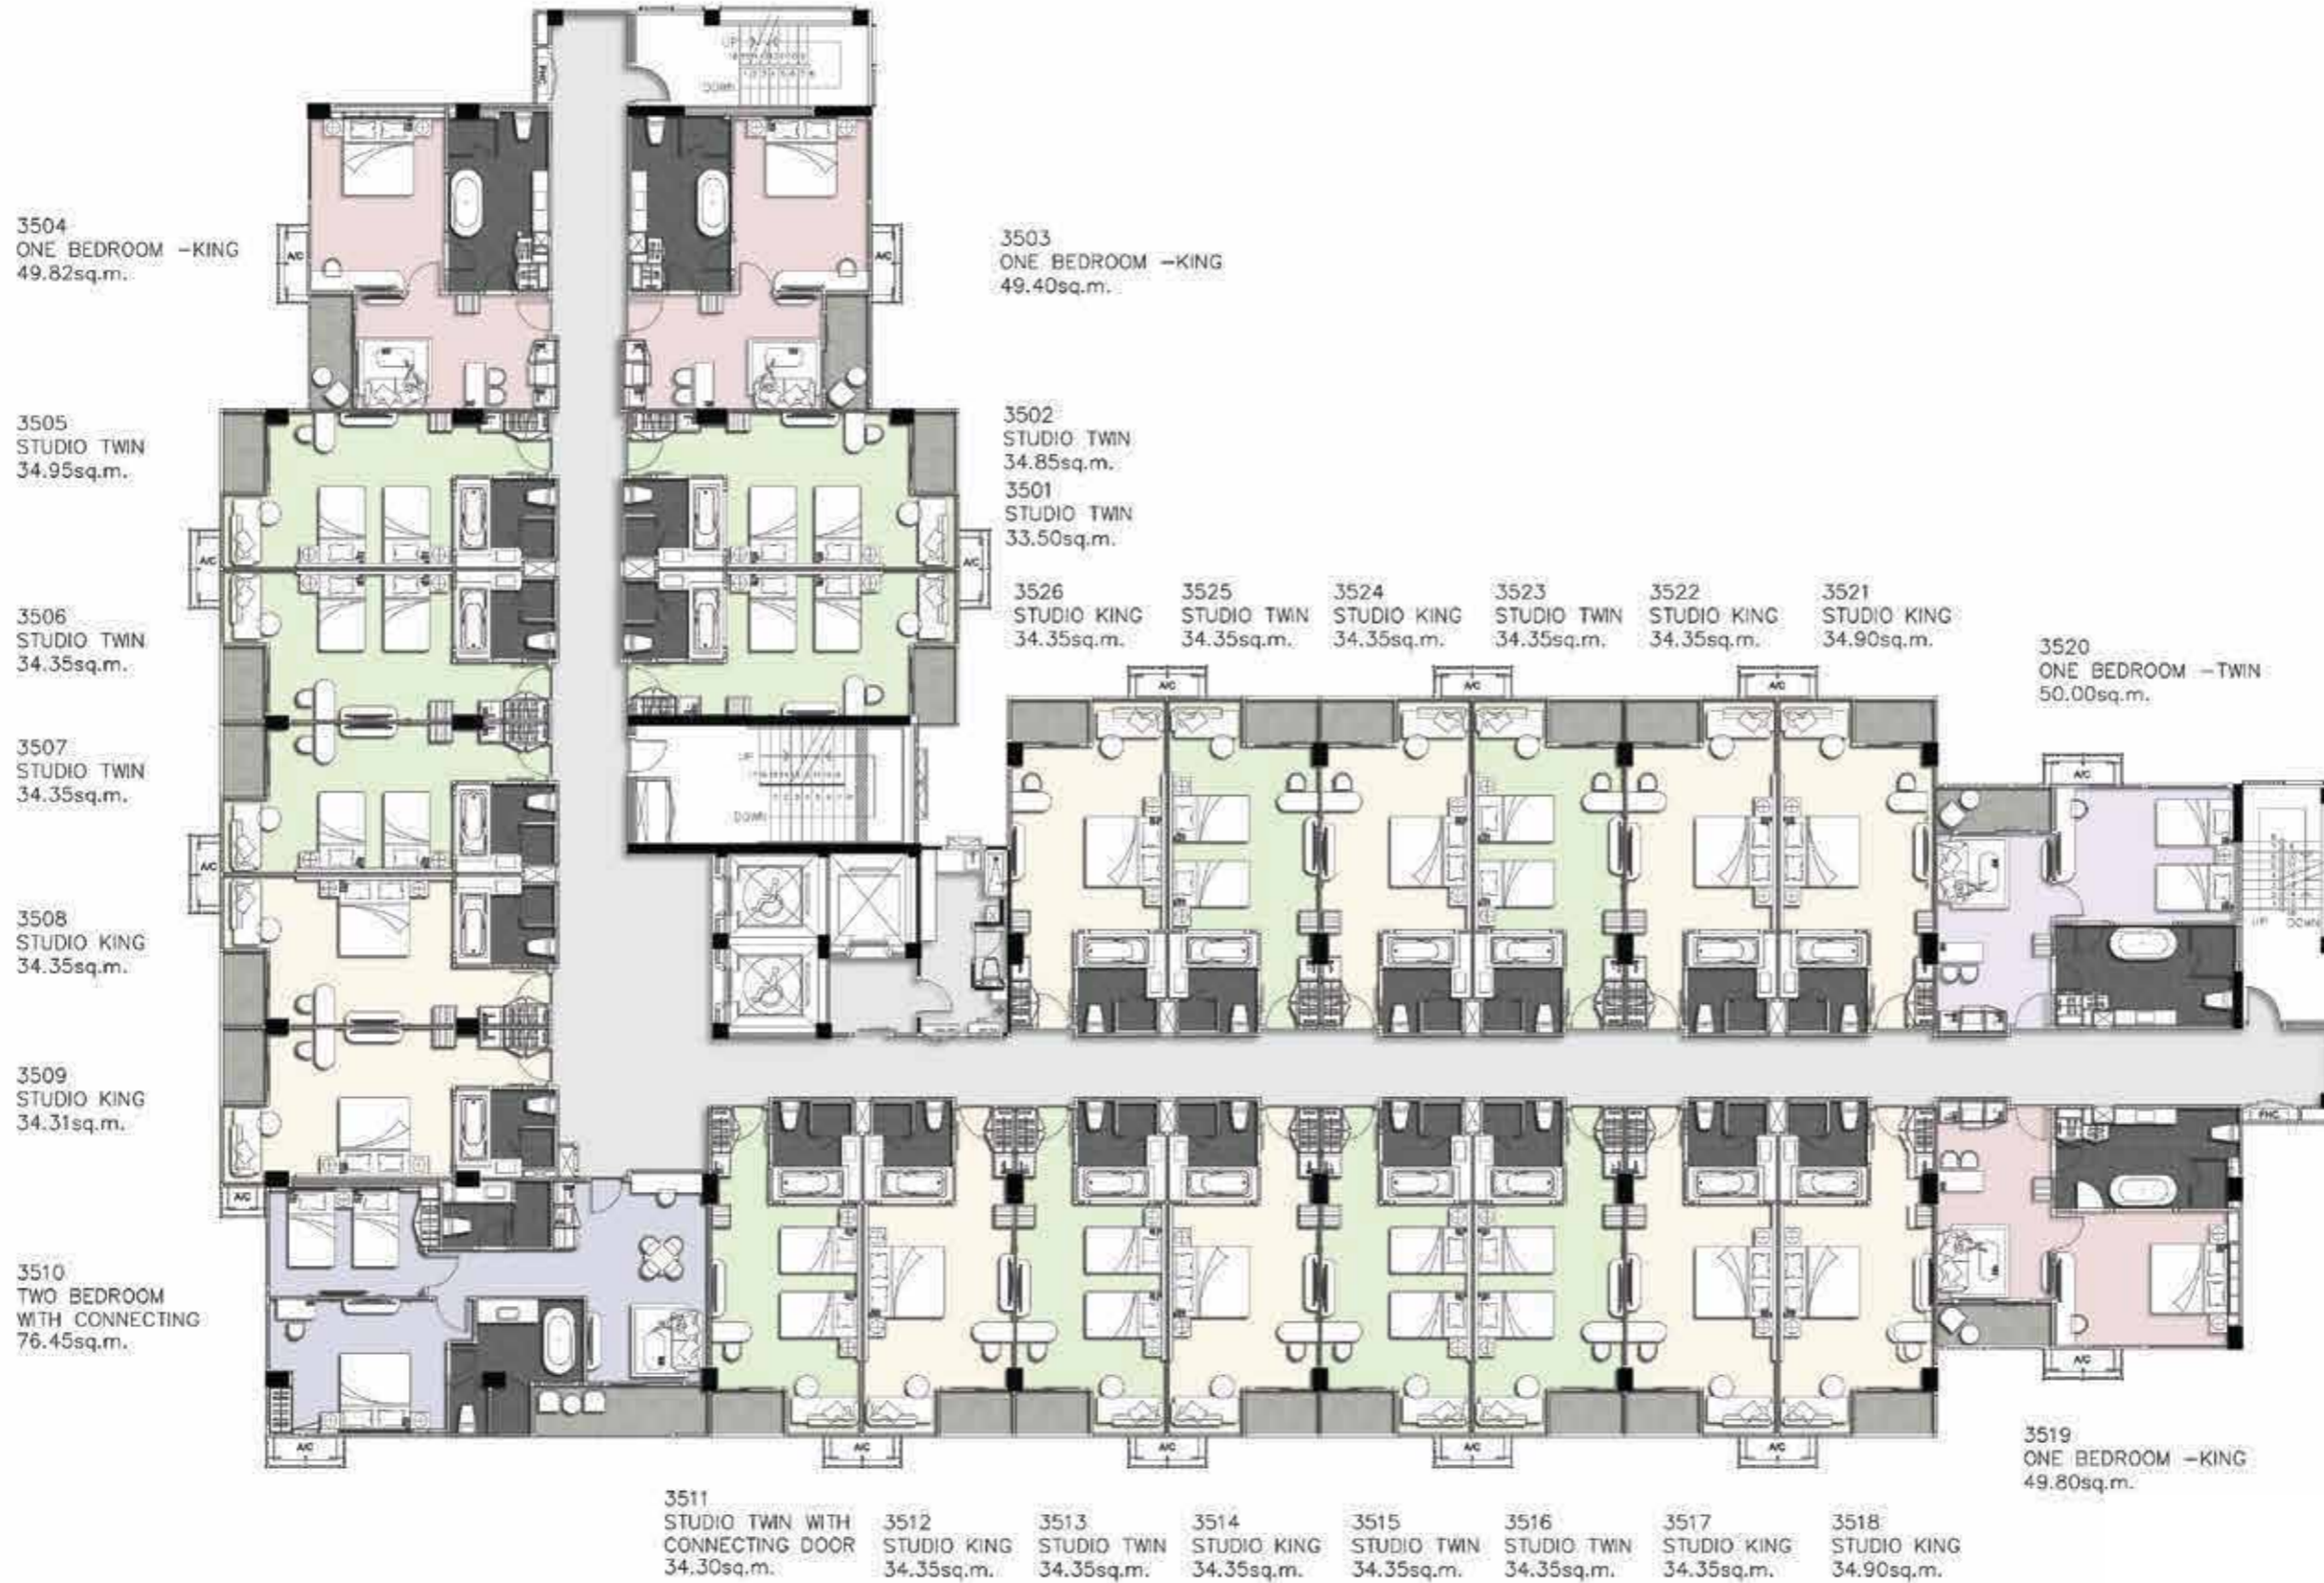 UP
DOWN
FHC
3504
ONE BEDROOM -KING
49.82sq.m.
A/C
A/C
3503
ONE BEDROOM -KING
49.40sq.m.
3505
STUDIO TWIN
34.95sq.m.
3502
STUDIO TWIN
34.85sq.m.
3501
STUDIO TWIN
33.50sq.m.
A/C
A/C
3506
STUDIO TWIN
34.35sq.m.
3526
STUDIO KING
34.35sq.m.
3525
STUDIO TWIN
34.35sq.m.
3524
STUDIO KING
34.35sq.m.
3523
STUDIO TWIN
34.35sq.m.
3522
STUDIO KING
34.35sq.m.
3521
STUDIO KING
34.90sq.m.
3520
ONE BEDROOM -TWIN
50.00sq.m.
A/C
A/C
A/C
A/C
3507
STUDIO TWIN
34.35sq.m.
UP
DOWN
A/C
3508
STUDIO KING
34.35sq.m.
UP
DOWN
3509
STUDIO KING
34.31sq.m.
FHC
A/C
3510
TWO BEDROOM
WITH CONNECTING
76.45sq.m.
A/C
A/C
A/C
A/C
A/C
A/C
3519
ONE BEDROOM -KING
49.80sq.m.
3511
STUDIO TWIN WITH
CONNECTING DOOR
34.30sq.m.
3512
STUDIO KING
34.35sq.m.
3513
STUDIO TWIN
34.35sq.m.
3514
STUDIO KING
34.35sq.m.
3515
STUDIO TWIN
34.35sq.m.
3516
STUDIO TWIN
34.35sq.m.
3517
STUDIO KING
34.35sq.m.
3518
STUDIO KING
34.90sq.m.